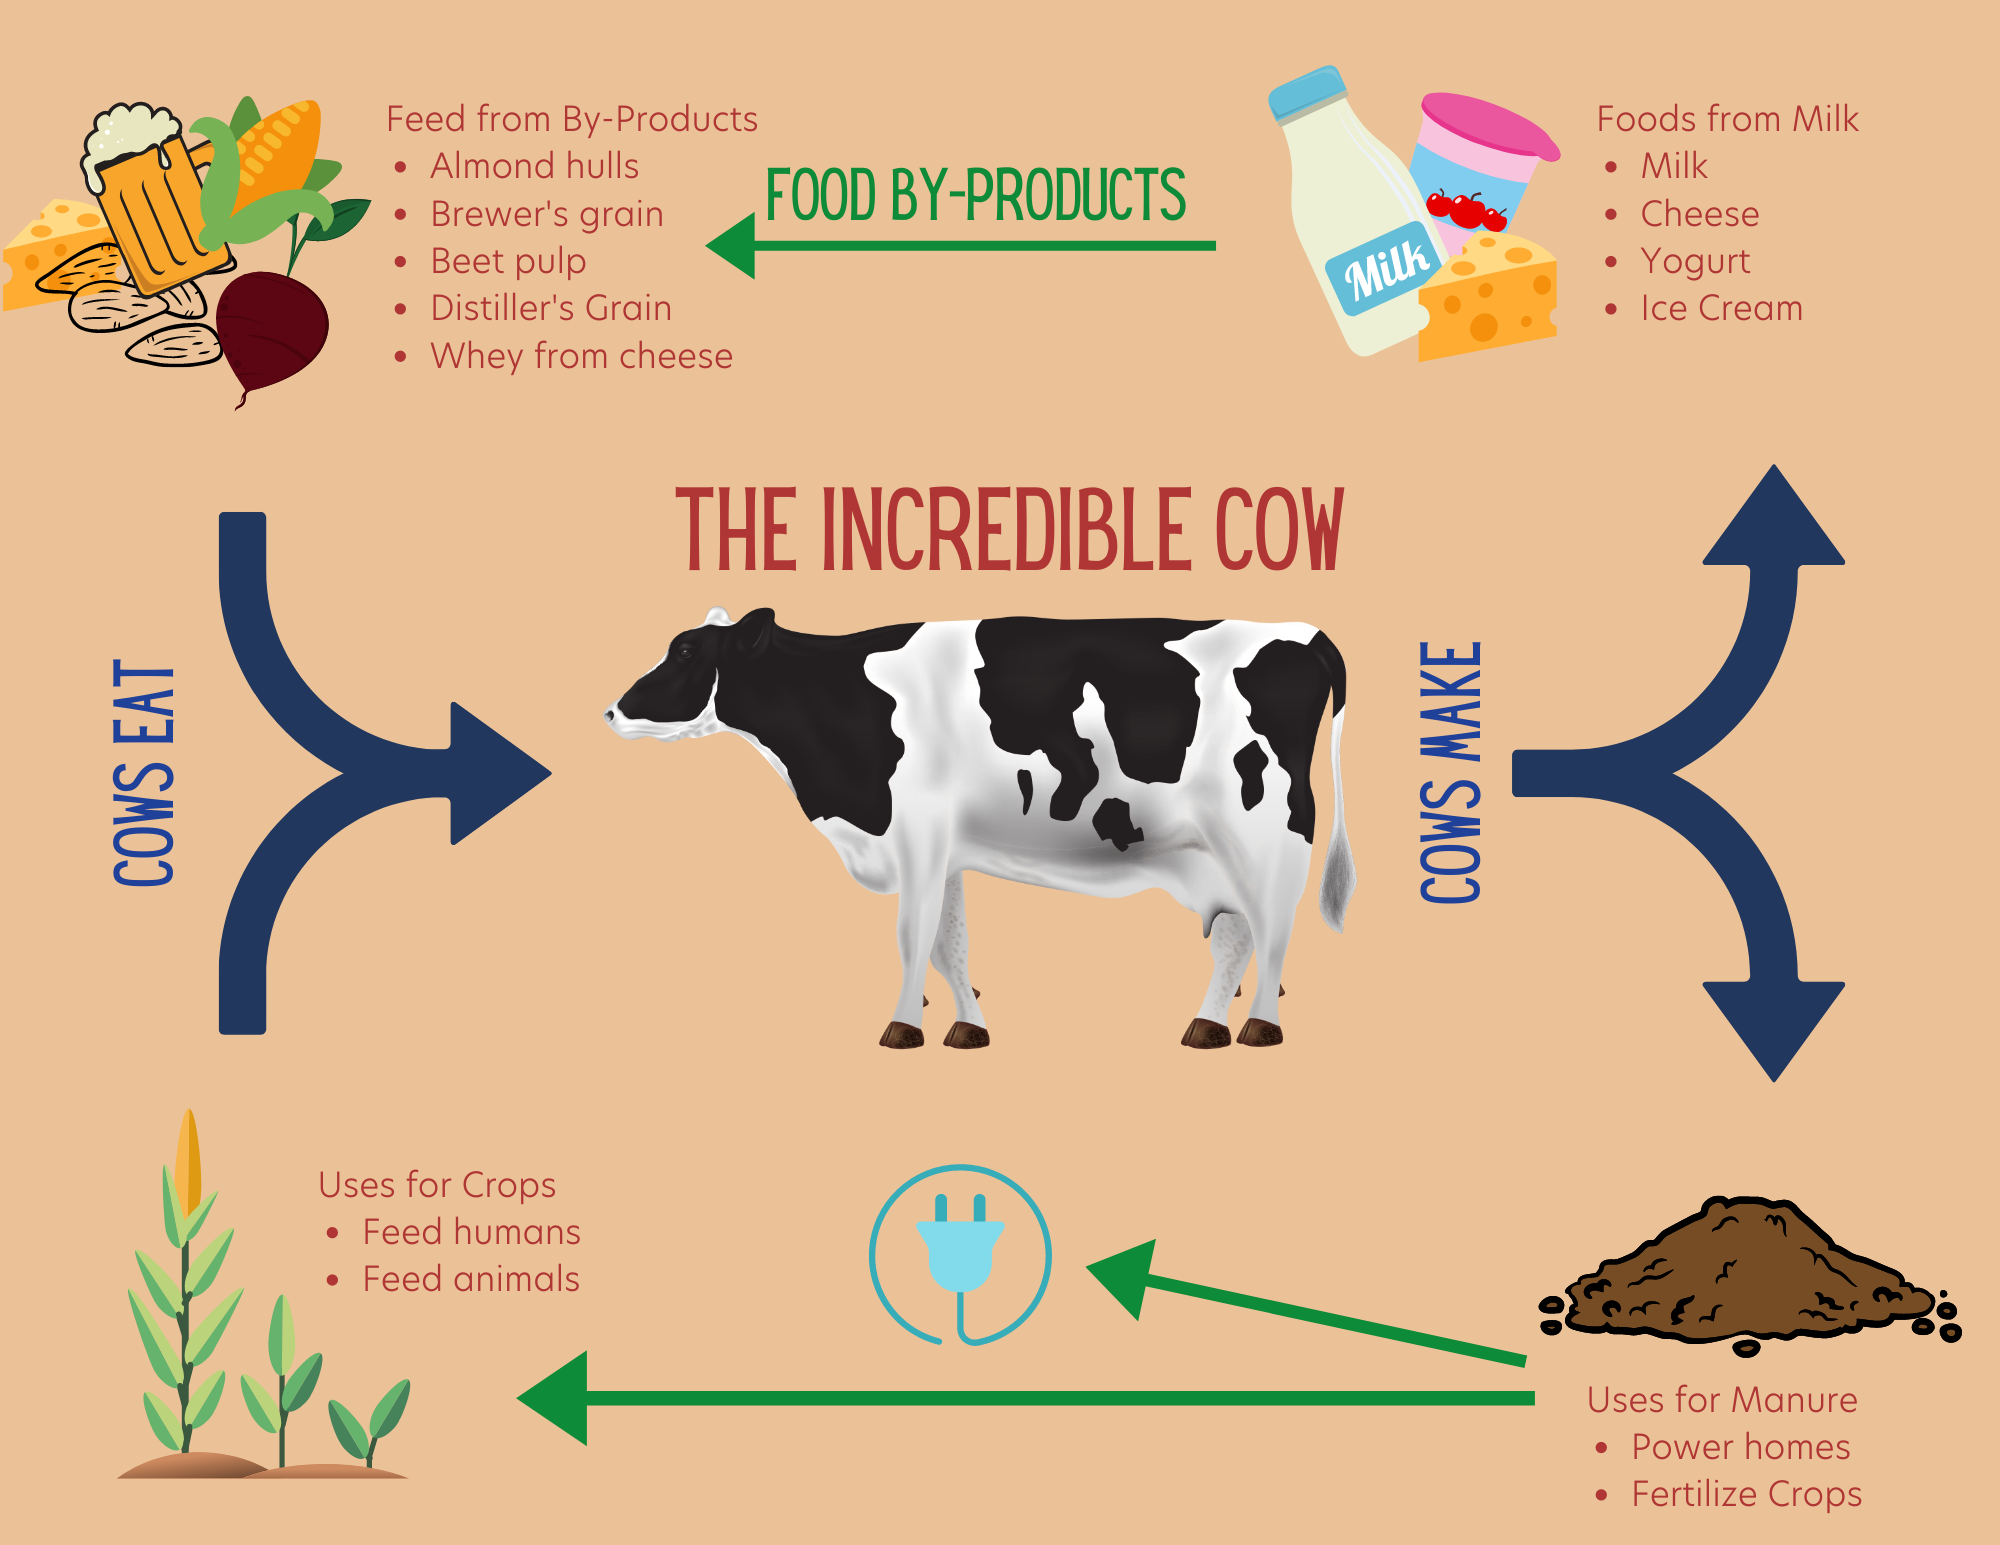 Feed from By-Products
• Almond hulls
• Brewer's grain
• Beet pulp
• Distiller's Grain
• Whey from cheese
FOOD BY-PRODUCTS
Milk
Foods from Milk
• Milk
• Cheese
• Yogurt
• Ice Cream
THE INCREDIBLE COW
COWS EAT
COWS MAKE
Uses for Crops
• Feed humans
• Feed animals
Uses for Manure
• Power homes
• Fertilize Crops